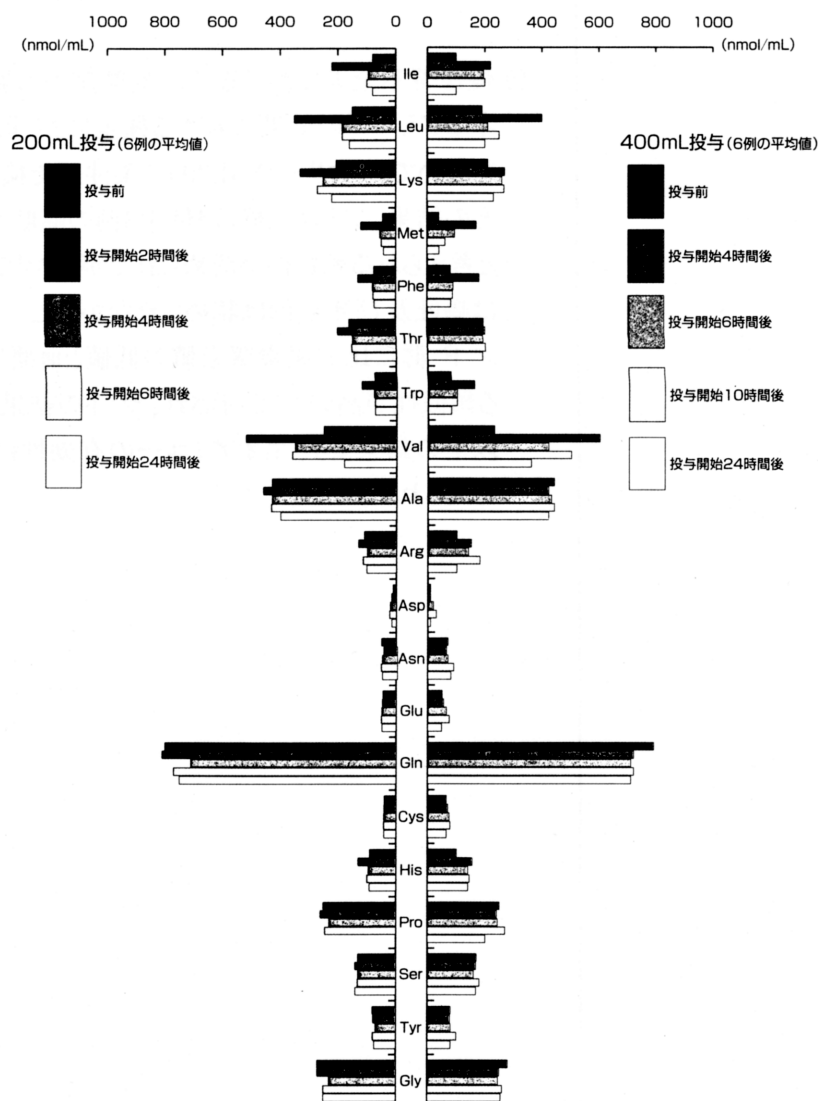 1000 800 600 400 200 0 0 200 400 600 800 1000
(nmol/mL) (nmol/mL)
Ile
Leu
Lys
Met
Phe
Thr
Trp
Val
Ala
Arg
Asp
Asn
Glu
Gln
Cys
His
Pro
Ser
Tyr
Gly
200mL投与(6例の平均値)
投与前
投与開始2時間後
投与開始4時間後
投与開始6時間後
投与開始24時間後
400mL投与(6例の平均値)
投与前
投与開始4時間後
投与開始6時間後
投与開始10時間後
投与開始24時間後